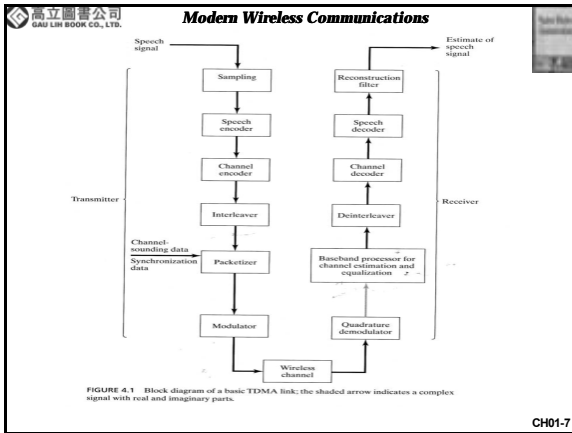 高立圖書公司
GAU LIH BOOK CO., LTD.
Modern Wireless Communications
Speech
signal
Estimate of
speech
signal
Sampling
Reconstruction
filter
Speech
encoder
Speech
decoder
Channel
encoder
Channel
decoder
Transmitter
Receiver
Interleaver
Deinterleaver
Channel-
sounding data
Synchronization
data
Packetizer
Baseband processor for
channel estimation and
equalization
Modulator
Quadrature
demodulator
Wireless
channel
FIGURE 4.1 Block diagram of a basic TDMA link; the shaded arrow indicates a complex
signal with real and imaginary parts.
CH01-7